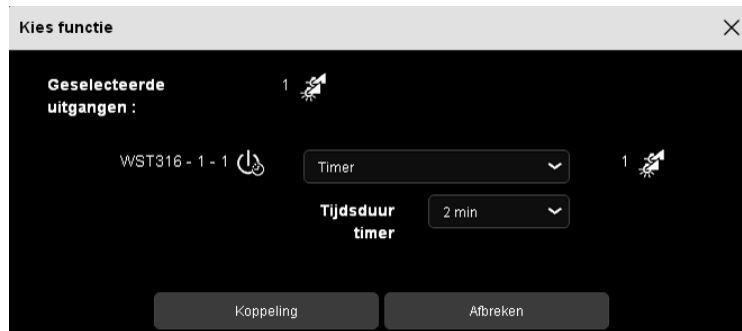 Kies functie
Geselecteerde
uitgangen :
1
WST316 - 1 - 1
Timer
1
Tijdsduur
timer
2 min
Koppeling
Afbreken